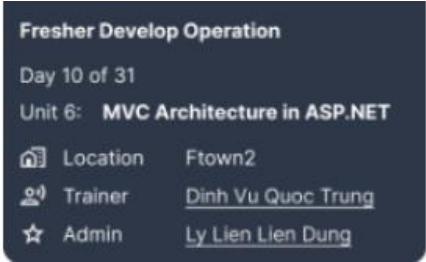 Fresher Develop Operation
Day 10 of 31
Unit 6: MVC Architecture in ASP.NET
Location Ftown2
Trainer Dinh Vu Quoc Trung
Admin Ly Lien Lien Dung